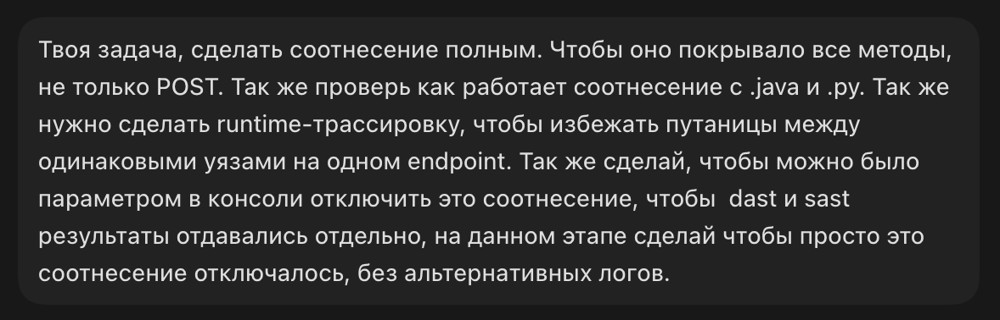 Твоя задача, сделать соотнесение полным. Чтобы оно покрывало все методы,
не только POST. Так же проверь как работает соотнесение с .java и .py. Так же
нужно сделать runtime-трассировку, чтобы избежать путаницы между
одинаковыми уязами на одном endpoint. Так же сделай, чтобы можно было
параметром в консоли отключить это соотнесение, чтобы  dast и sast
результаты отдавались отдельно, на данном этапе сделай чтобы просто это
соотнесение отключалось, без альтернативных логов.